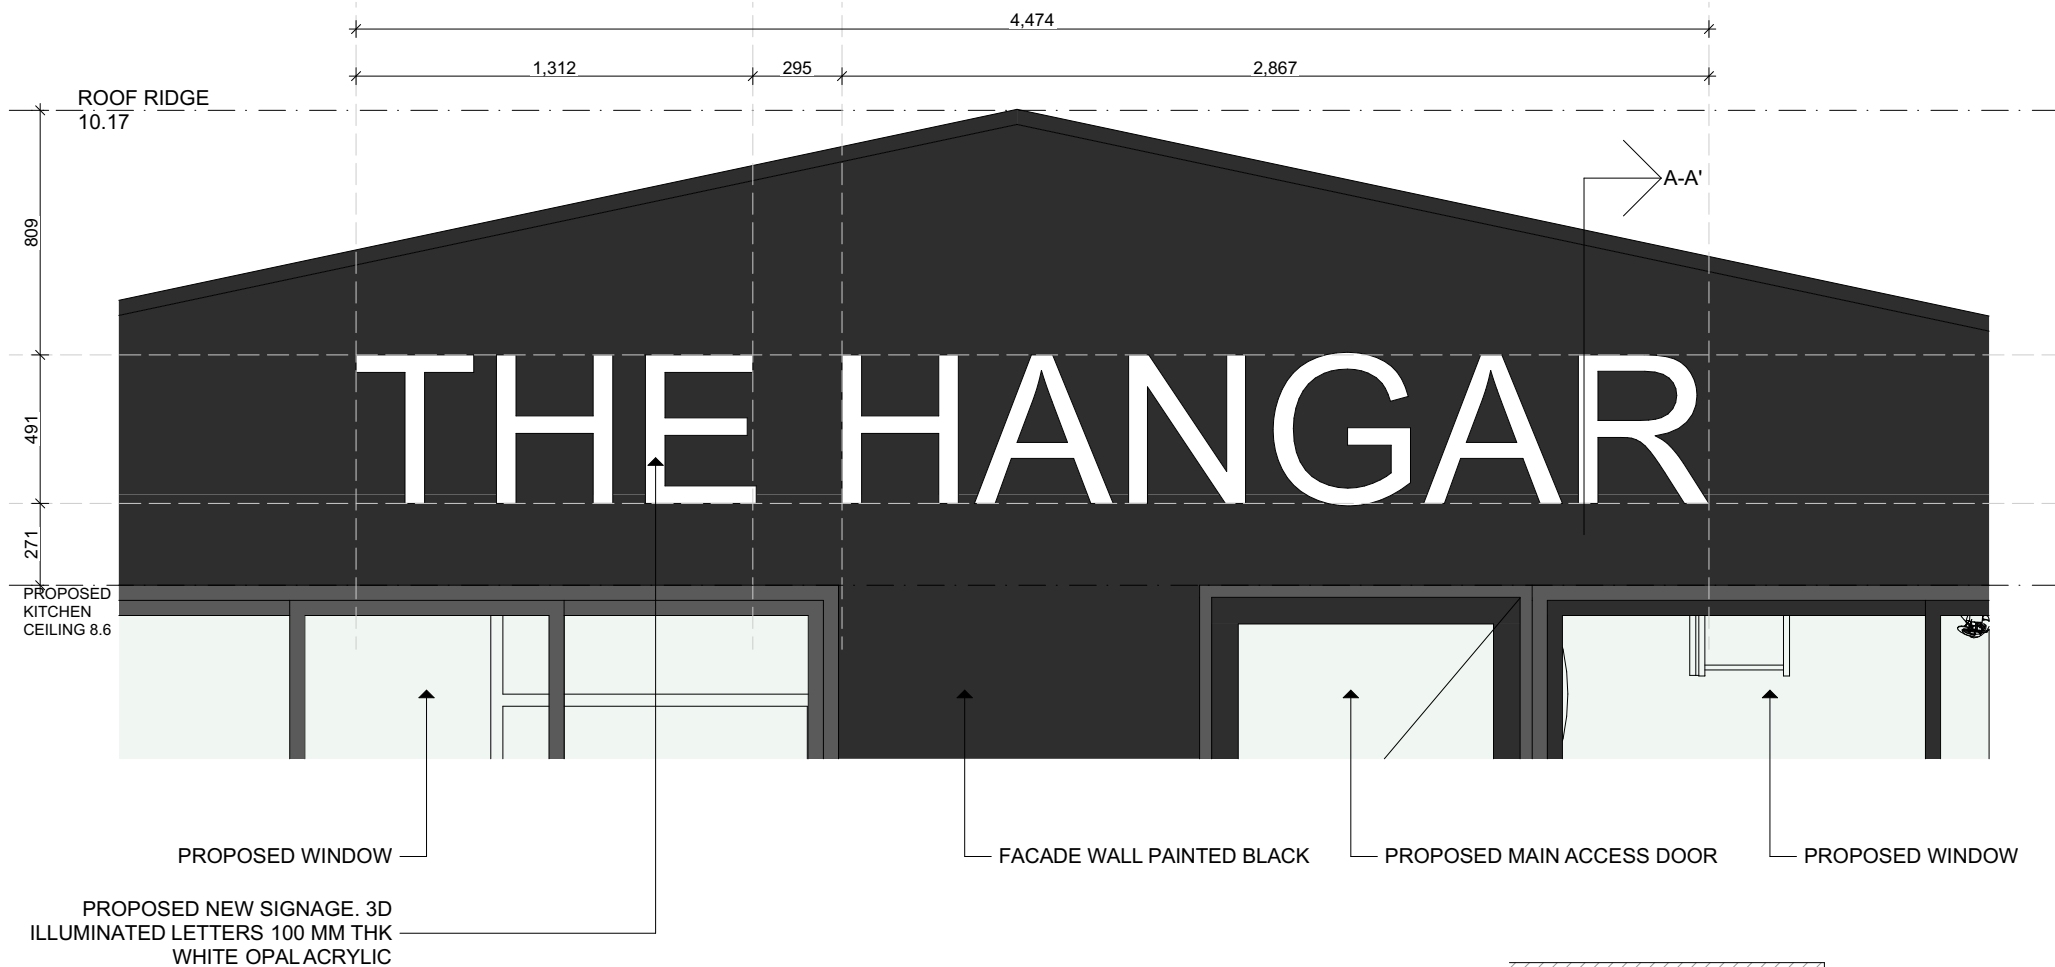 4,474
1,312
295
2,867
ROOF RIDGE
10.17
A-A'
809
THE HANGAR
491
271
PROPOSED
KITCHEN
CEILING 8.6
PROPOSED WINDOW
FACADE WALL PAINTED BLACK
PROPOSED MAIN ACCESS DOOR
PROPOSED WINDOW
PROPOSED NEW SIGNAGE. 3D
ILLUMINATED LETTERS 100 MM THK
WHITE OPAL ACRYLIC